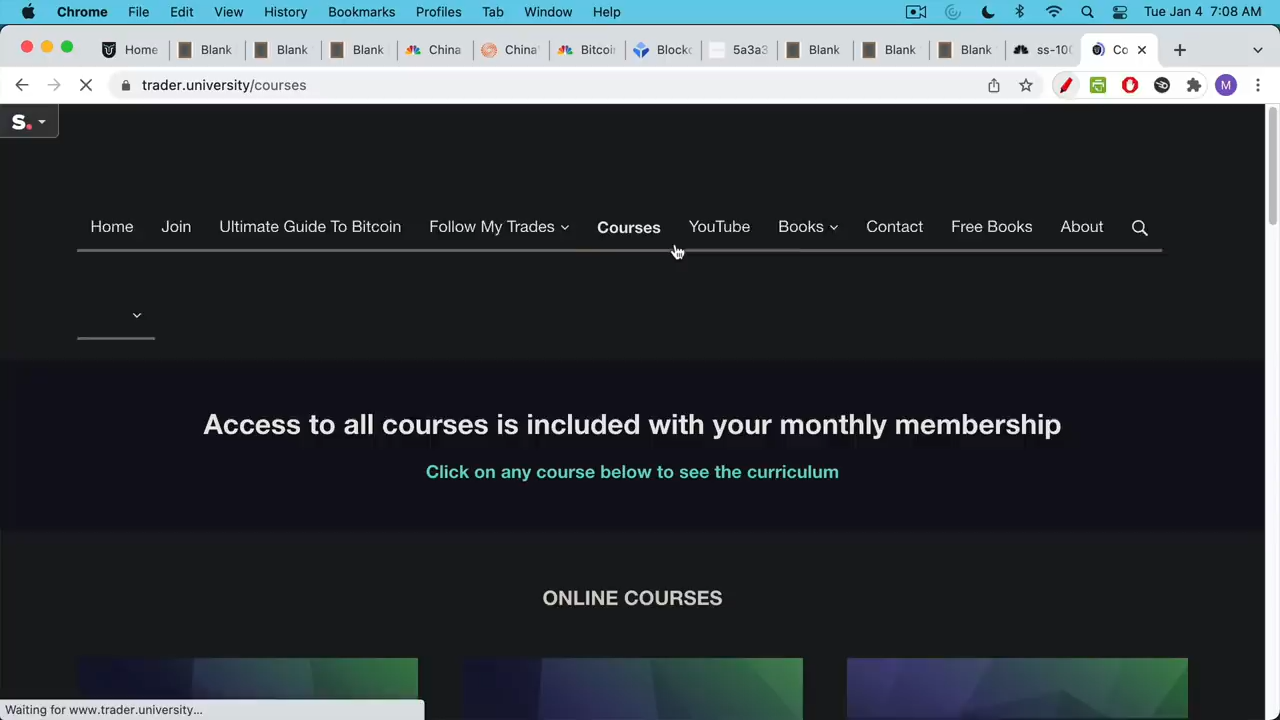 Chrome File Edit View History Bookmarks Profiles Tab Window Help Tue Jan 4 7:08 AM
Home Blank Blank Blank China China' Bitcoi Blockc 5a3a3 Blank Blank Blank ss-100 Co
trader.university/courses M
S.
Home Join Ultimate Guide To Bitcoin Follow My Trades Courses YouTube Books Contact Free Books About
Access to all courses is included with your monthly membership
Click on any course below to see the curriculum
ONLINE COURSES
Waiting for www.trader.university...